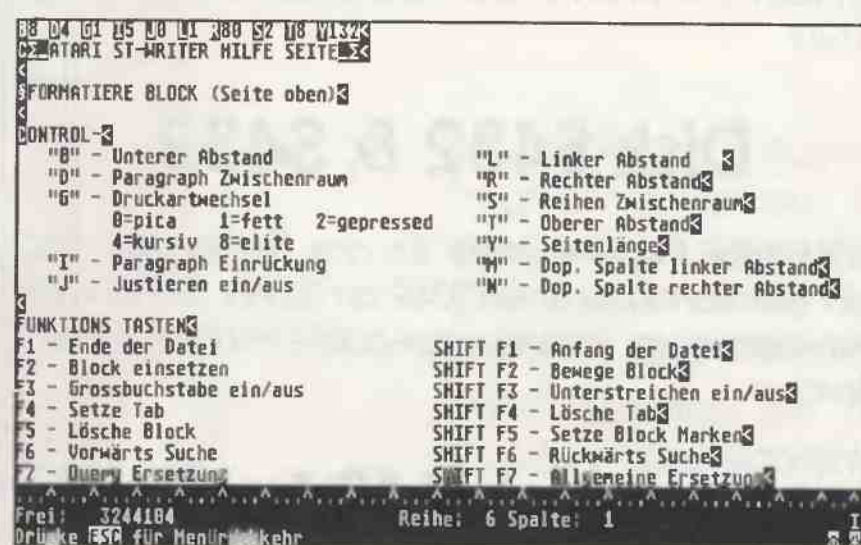 B8 D4 G1 I5 J0 L1 R80 S2 T8 Y132<
CΣ ATARI ST-WRITER HILFE SEITE Σ<
<
§FORMATIERE BLOCK (Seite oben)<
<
CONTROL-<
""B" - Unterer Abstand ""L" - Linker Abstand <
""D" - Paragraph Zwischenraum ""R" - Rechter Abstand<
""G" - Druckartwechsel ""S" - Reihen Zwischenraum<
0=pica 1=fett 2=gepressed ""T" - Oberer Abstand<
4=kursiv 8=elite ""Y" - Seitenlänge<
""I" - Paragraph Einrückung ""M" - Dop. Spalte linker Abstand<
""J" - Justieren ein/aus ""N" - Dop. Spalte rechter Abstand<
<
FUNKTIONS TASTEN<
F1 - Ende der Datei SHIFT F1 - Anfang der Datei<
F2 - Block einsetzen SHIFT F2 - Bewege Block<
F3 - Grossbuchstabe ein/aus SHIFT F3 - Unterstreichen ein/aus<
F4 - Setze Tab SHIFT F4 - Lösche Tab<
F5 - Lösche Block SHIFT F5 - Setze Block Marken<
F6 - Vorwärts Suche SHIFT F6 - Rückwärts Suche<
F7 - Query Ersetzung SHIFT F7 - Allgemeine Ersetzung<
Frei: 3244184 Reihe: 6 Spalte: 1 I
Drücke ESC für Menürückkehr